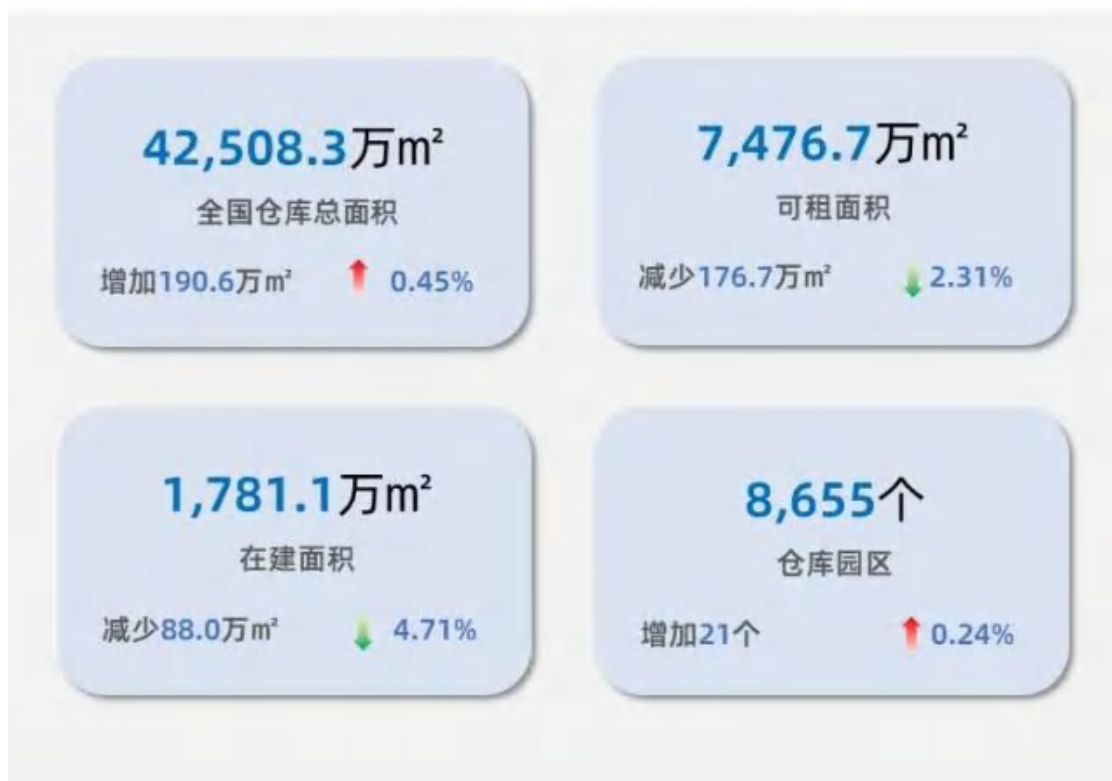 42,508.3万㎡
全国仓库总面积
增加190.6万㎡ 0.45%
7,476.7万㎡
可租面积
减少176.7万㎡ 2.31%
1,781.1万㎡
在建面积
减少88.0万㎡ 4.71%
8,655个
仓库园区
增加21个 0.24%